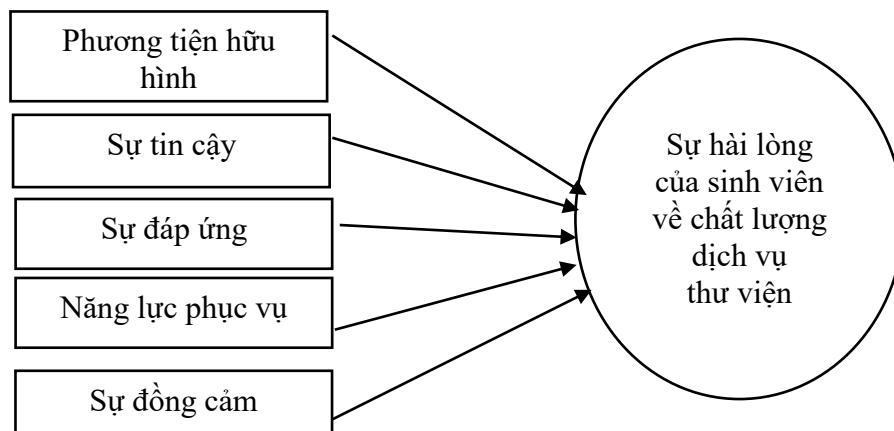 Phương tiện hữu
hình
Sự tin cậy
Sự đáp ứng
Năng lực phục vụ
Sự đồng cảm
Sự hài lòng
của sinh viên
về chất lượng
dịch vụ
thư viện